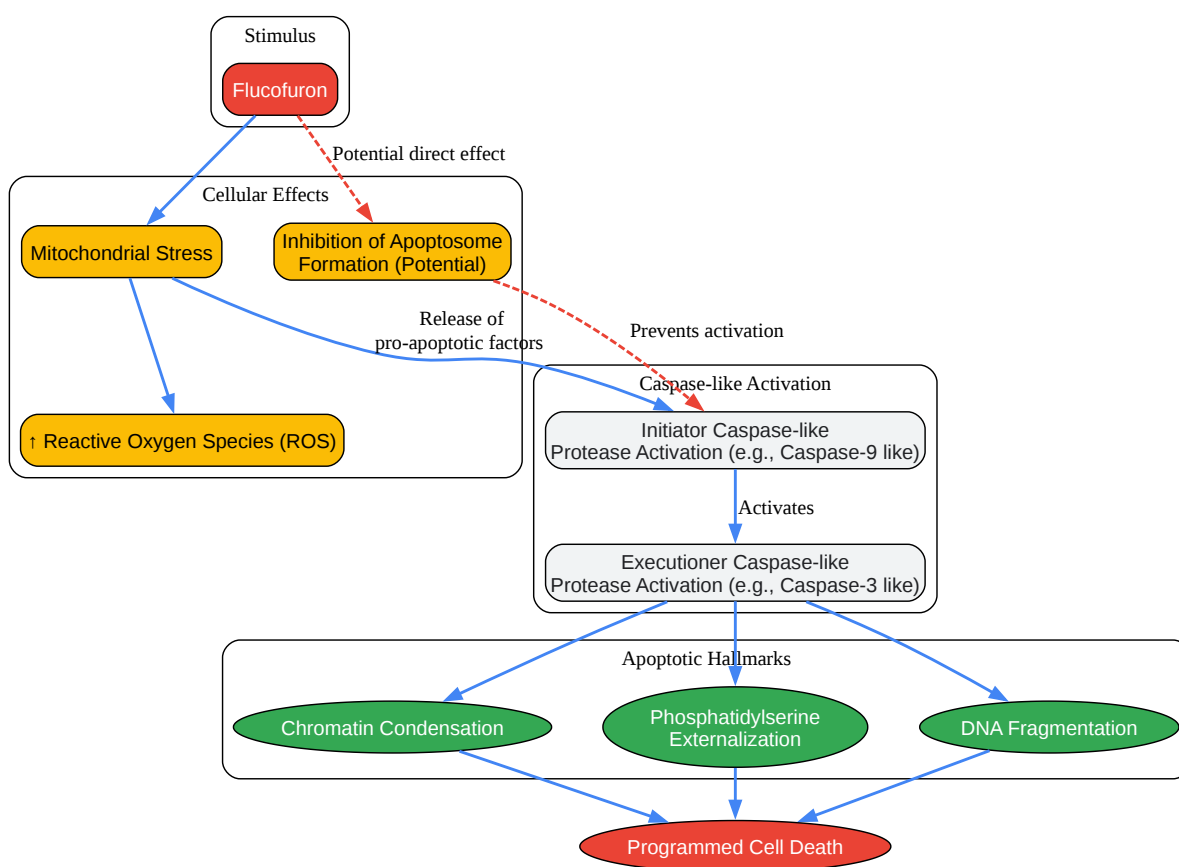 Stimulus
Flucofuron
Potential direct effect
Cellular Effects
Mitochondrial Stress
Inhibition of Apoptosome
Formation (Potential)
Release of
pro-apoptotic factors
Prevents activation
Caspase-like Activation
↑ Reactive Oxygen Species (ROS)
Initiator Caspase-like
Protease Activation (e.g., Caspase-9 like)
Activates
Executioner Caspase-like
Protease Activation (e.g., Caspase-3 like)
Apoptotic Hallmarks
Chromatin Condensation
Phosphatidylserine
Externalization
DNA Fragmentation
Programmed Cell Death